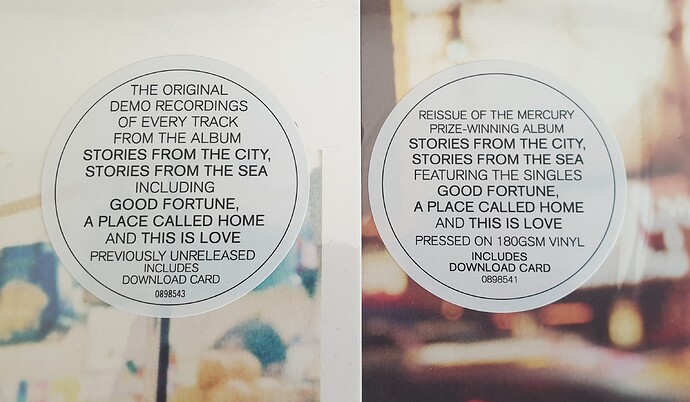 THE ORIGINAL
DEMO RECORDINGS
OF EVERY TRACK
FROM THE ALBUM
STORIES FROM THE CITY,
STORIES FROM THE SEA
INCLUDING
GOOD FORTUNE,
A PLACE CALLED HOME
AND THIS IS LOVE
PREVIOUSLY UNRELEASED
INCLUDES
DOWNLOAD CARD
0898543
REISSUE OF THE MERCURY
PRIZE-WINNING ALBUM
STORIES FROM THE CITY,
STORIES FROM THE SEA
FEATURING THE SINGLES
GOOD FORTUNE,
A PLACE CALLED HOME
AND THIS IS LOVE
PRESSED ON 180GSM VINYL
INCLUDES
DOWNLOAD CARD
0898541